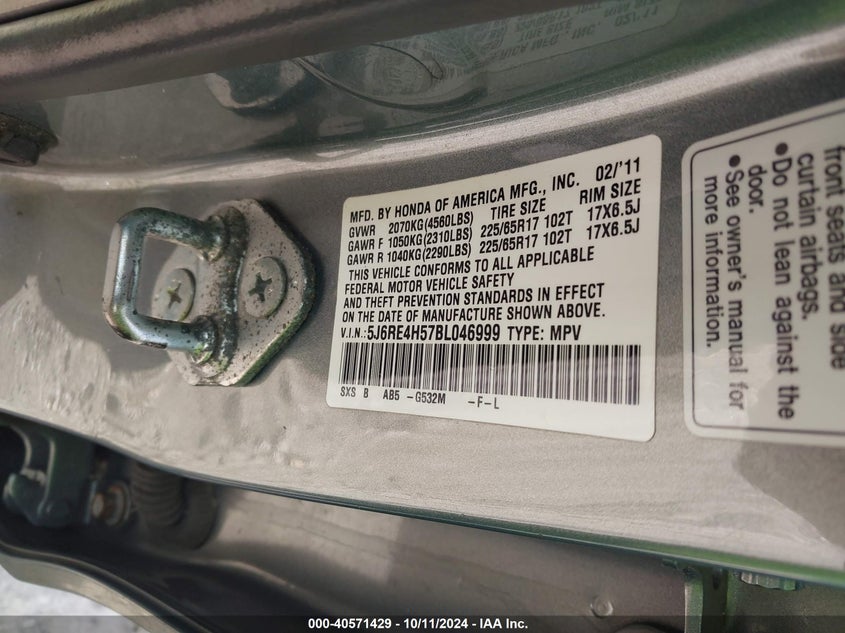 MFD. BY HONDA OF AMERICA MFG., INC. 02/'11
GVWR 2070KG(4560LBS) TIRE SIZE RIM SIZE
GAWR F 1050KG(2310LBS) 225/65R17 102T 17X6.5J
GAWR R 1040KG(2290LBS) 225/65R17 102T 17X6.5J
THIS VEHICLE CONFORMS TO ALL APPLICABLE
FEDERAL MOTOR VEHICLE SAFETY
AND THEFT PREVENTION STANDARDS IN EFFECT
ON THE DATE OF MANUFACTURE SHOWN ABOVE.
V.I.N.: 5J6RE4H57BL046999 TYPE: MPV
SXS B AB5 -G532M -F-L
front seats and side
curtain airbags.
• Do not lean against the
door.
• See owner's manual for
more information.
000-40571429 - 10/11/2024 - IAA Inc.